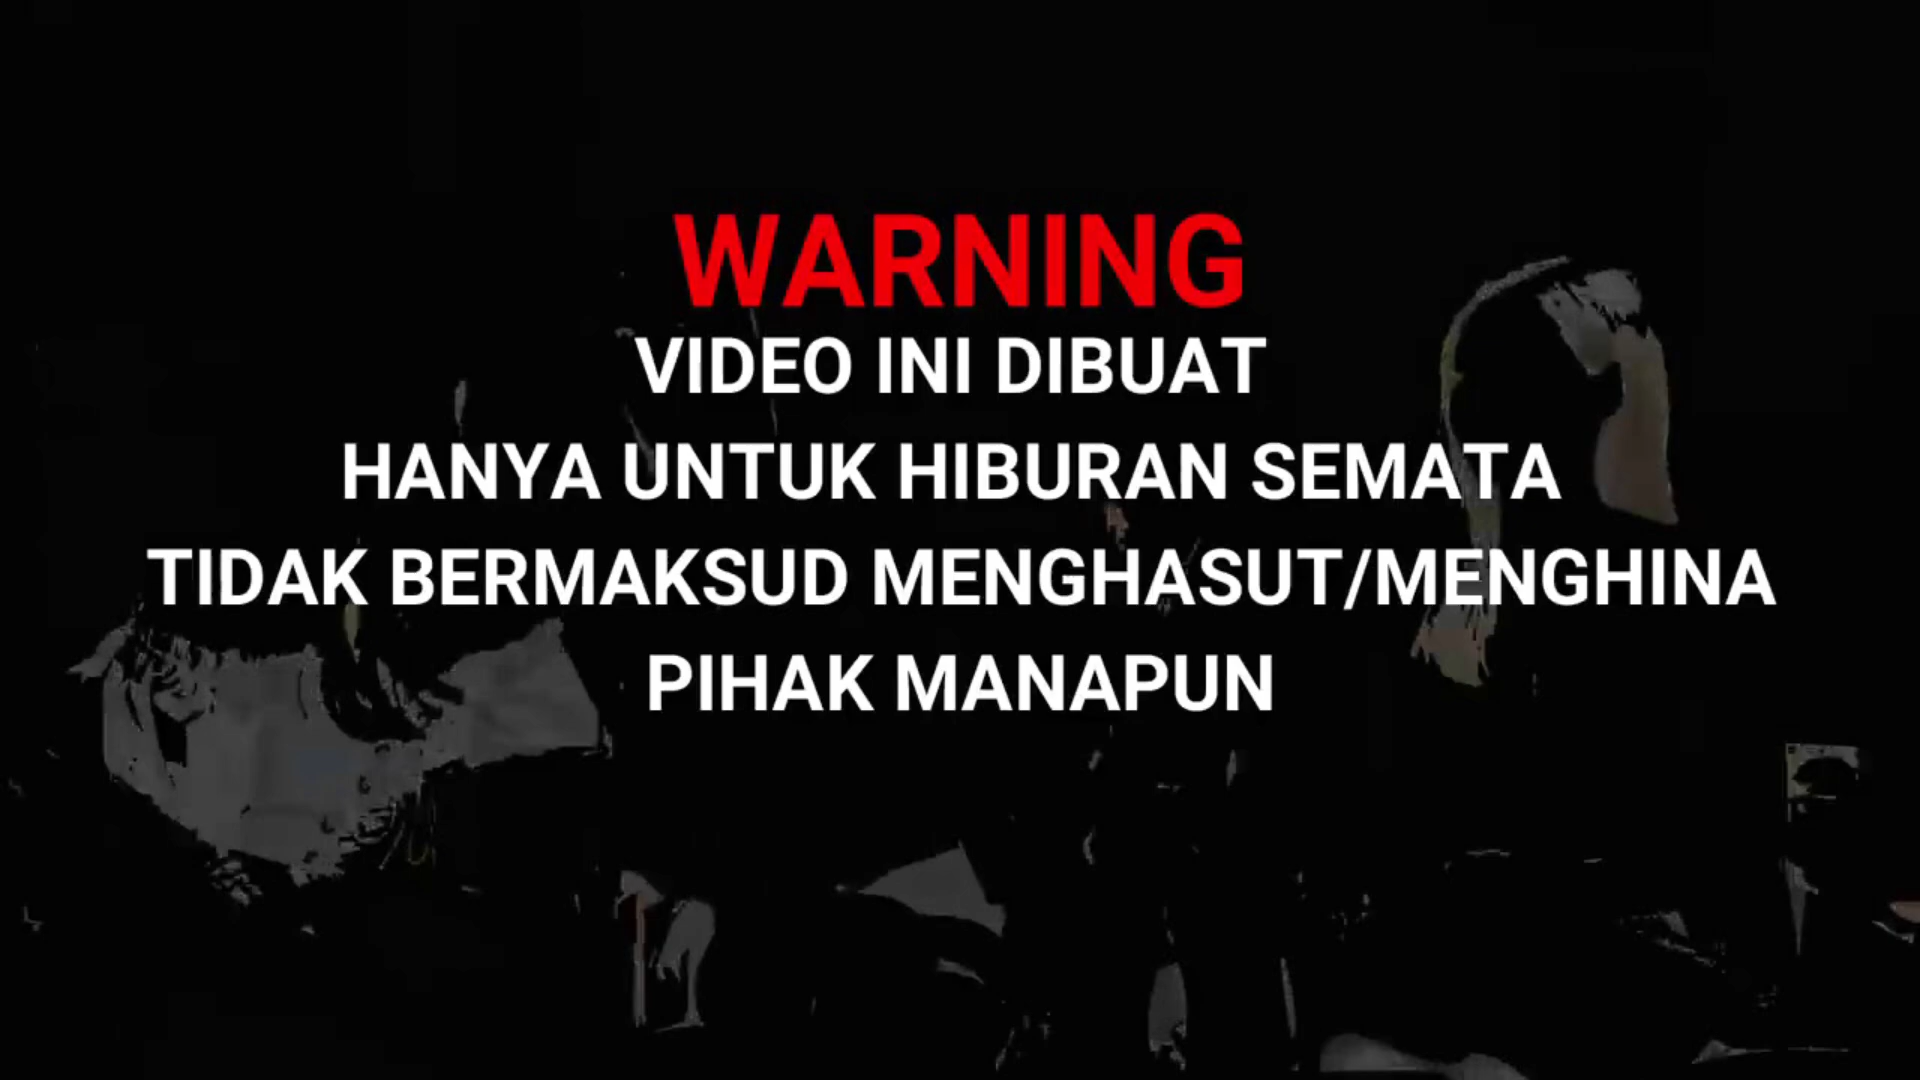 WARNING
VIDEO INI DIBUAT
HANYA UNTUK HIBURAN SEMATA
TIDAK BERMAKSUD MENGHASUT/MENGHINA
PIHAK MANAPUN